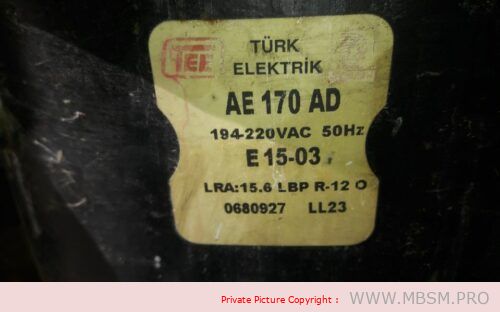 TEE
TÜRK
ELEKTRİK
AE 170 AD
194-220VAC 50Hz
E 15-03
LRA:15.6 LBP R-12 O
0680927 LL23
Private Picture Copyright :
WWW.MBSM.PRO